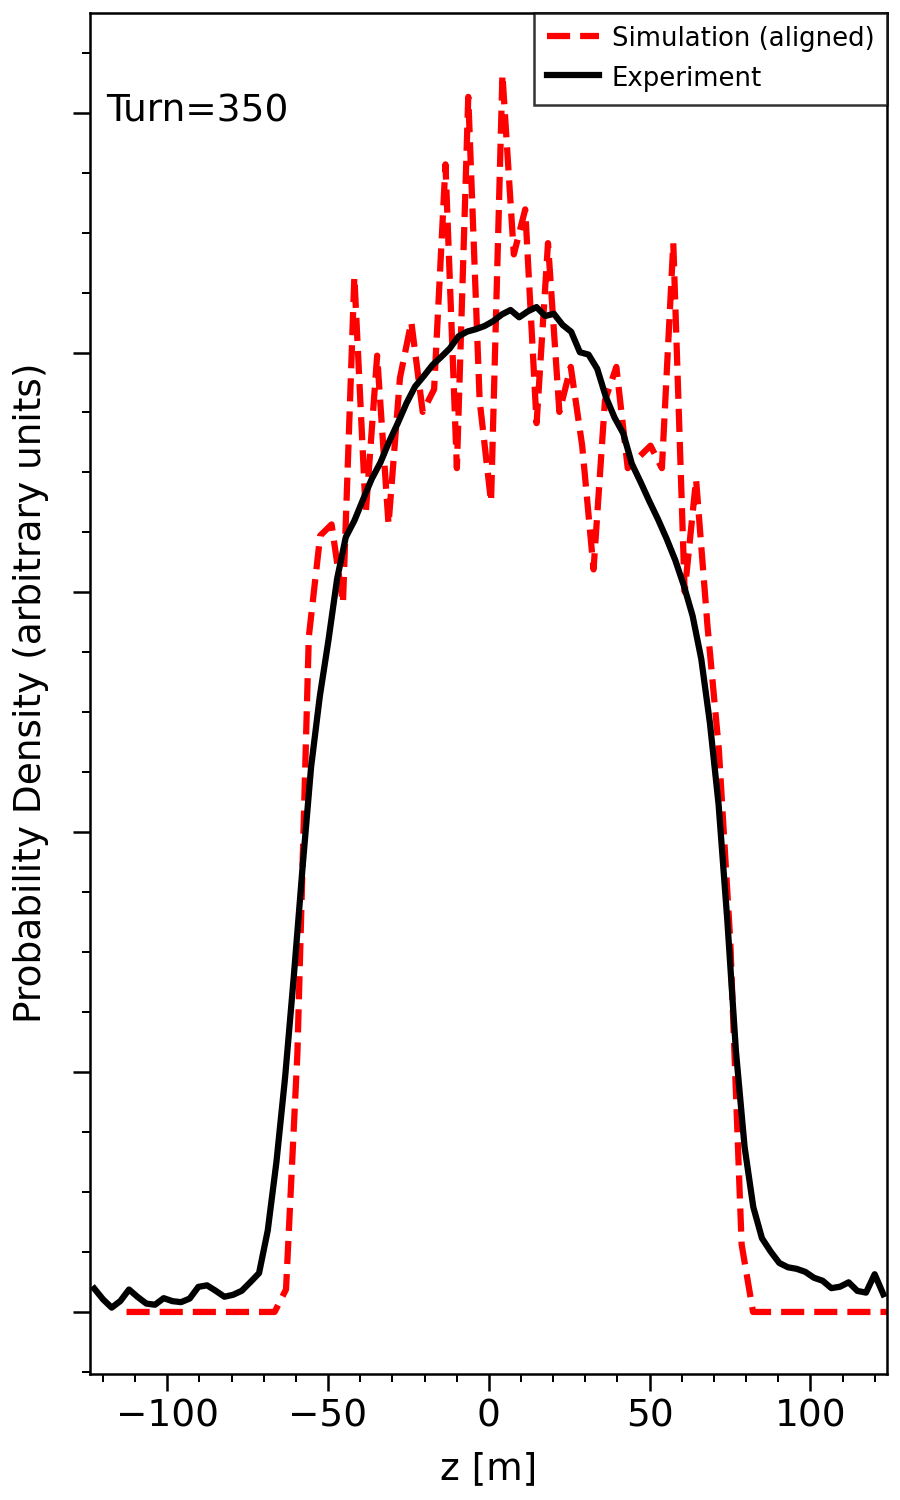 Simulation (aligned)
Experiment
Turn=350
Probability Density (arbitrary units)
−100 −50 0 50 100
z [m]